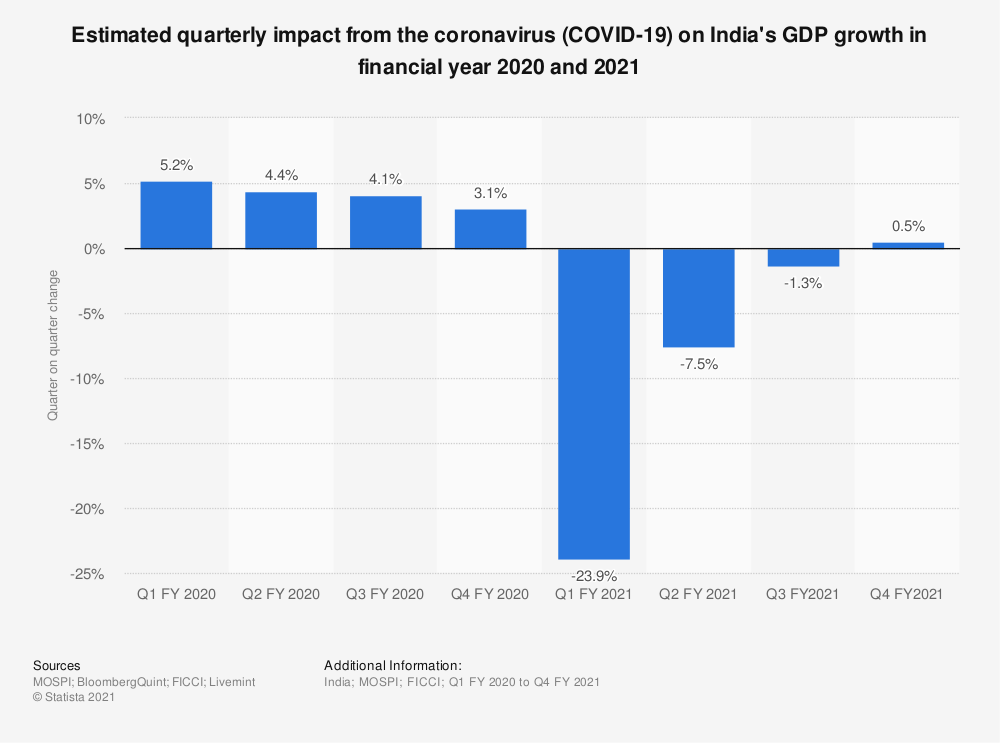 Estimated quarterly impact from the coronavirus (COVID-19) on India's GDP growth in
financial year 2020 and 2021
Quarter on quarter change
10%
5%
0%
-5%
-10%
-15%
-20%
-25%
5.2%
4.4%
4.1%
3.1%
-23.9%
-7.5%
-1.3%
0.5%
Q1 FY 2020
Q2 FY 2020
Q3 FY 2020
Q4 FY 2020
Q1 FY 2021
Q2 FY 2021
Q3 FY2021
Q4 FY2021
Sources
MOSPI; BloombergQuint; FICCI; Livemint
© Statista 2021
Additional Information:
India; MOSPI; FICCI; Q1 FY 2020 to Q4 FY 2021